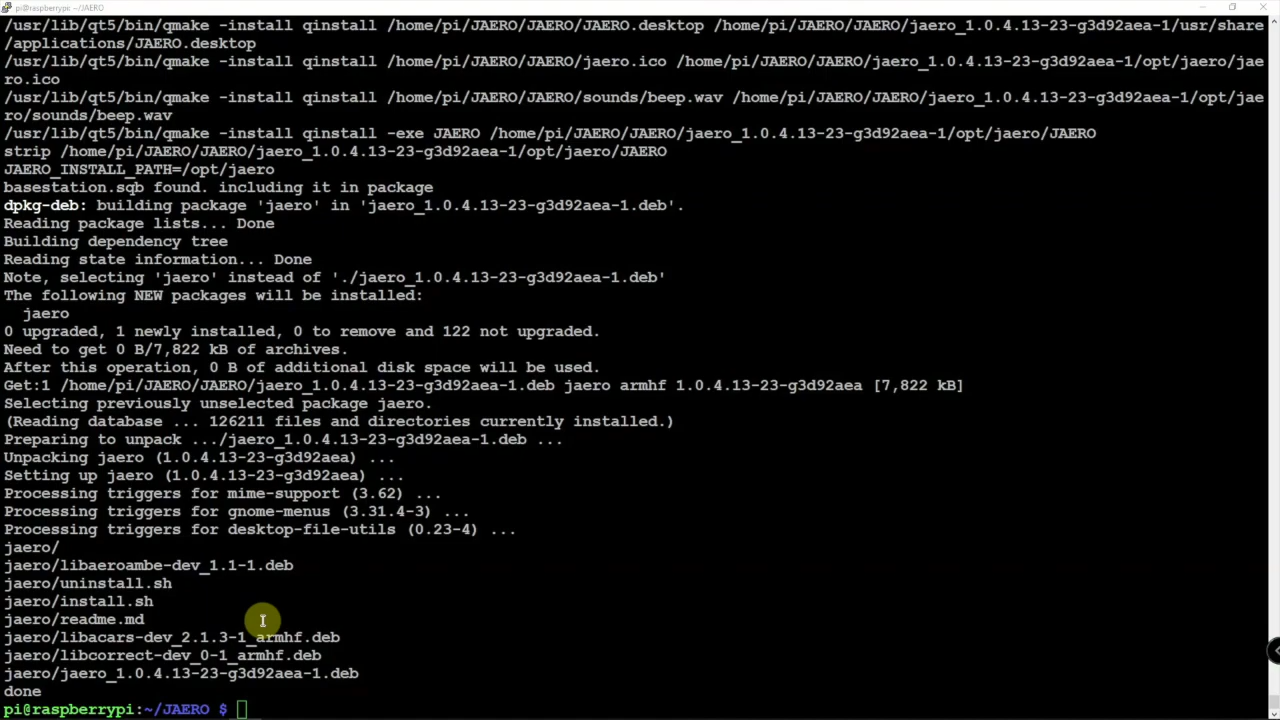 pi@raspberrypi: ~/JAERO
/usr/lib/qt5/bin/qmake -install qinstall /home/pi/JAERO/JAERO/JAERO.desktop /home/pi/JAERO/JAERO/jaero_1.0.4.13-23-g3d92aea-1/usr/share
/applications/JAERO.desktop
/usr/lib/qt5/bin/qmake -install qinstall /home/pi/JAERO/JAERO/jaero.ico /home/pi/JAERO/JAERO/jaero_1.0.4.13-23-g3d92aea-1/opt/jaero/jae
ro.ico
/usr/lib/qt5/bin/qmake -install qinstall /home/pi/JAERO/JAERO/sounds/beep.wav /home/pi/JAERO/JAERO/jaero_1.0.4.13-23-g3d92aea-1/opt/jae
ro/sounds/beep.wav
/usr/lib/qt5/bin/qmake -install qinstall -exe JAERO /home/pi/JAERO/JAERO/jaero_1.0.4.13-23-g3d92aea-1/opt/jaero/JAERO
strip /home/pi/JAERO/JAERO/jaero_1.0.4.13-23-g3d92aea-1/opt/jaero/JAERO
JAERO_INSTALL_PATH=/opt/jaero
basestation.sqb found. including it in package
dpkg-deb: building package 'jaero' in 'jaero_1.0.4.13-23-g3d92aea-1.deb'.
Reading package lists... Done
Building dependency tree
Reading state information... Done
Note, selecting 'jaero' instead of './jaero_1.0.4.13-23-g3d92aea-1.deb'
The following NEW packages will be installed:
jaero
0 upgraded, 1 newly installed, 0 to remove and 122 not upgraded.
Need to get 0 B/7,822 kB of archives.
After this operation, 0 B of additional disk space will be used.
Get:1 /home/pi/JAERO/JAERO/jaero_1.0.4.13-23-g3d92aea-1.deb jaero armhf 1.0.4.13-23-g3d92aea [7,822 kB]
Selecting previously unselected package jaero.
(Reading database ... 126211 files and directories currently installed.)
Preparing to unpack .../jaero_1.0.4.13-23-g3d92aea-1.deb ...
Unpacking jaero (1.0.4.13-23-g3d92aea) ...
Setting up jaero (1.0.4.13-23-g3d92aea) ...
Processing triggers for mime-support (3.62) ...
Processing triggers for gnome-menus (3.31.4-3) ...
Processing triggers for desktop-file-utils (0.23-4) ...
jaero/
jaero/libaeroambe-dev_1.1-1.deb
jaero/uninstall.sh
jaero/install.sh
jaero/readme.md
jaero/libacars-dev_2.1.3-1_armhf.deb
jaero/libcorrect-dev_0-1_armhf.deb
jaero/jaero_1.0.4.13-23-g3d92aea-1.deb
done
pi@raspberrypi:~/JAERO $